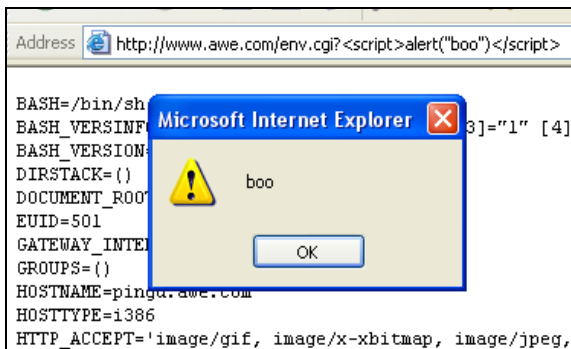 Address http://www.awe.com/env.cgi?<script>alert("boo")</script>
BASH=/bin/sh
Microsoft Internet Explorer
BASH_VERSINF 3]="1" [4]
BASH_VERSION=
DIRSTACK=()
boo
DOCUMENT_ROO
EUID=501
GATEWAY_INTE
OK
GROUPS=()
HOSTNAME=pingu.awe.com
HOSTTYPE=i386
HTTP_ACCEPT='image/gif, image/x-xbitmap, image/jpeg,